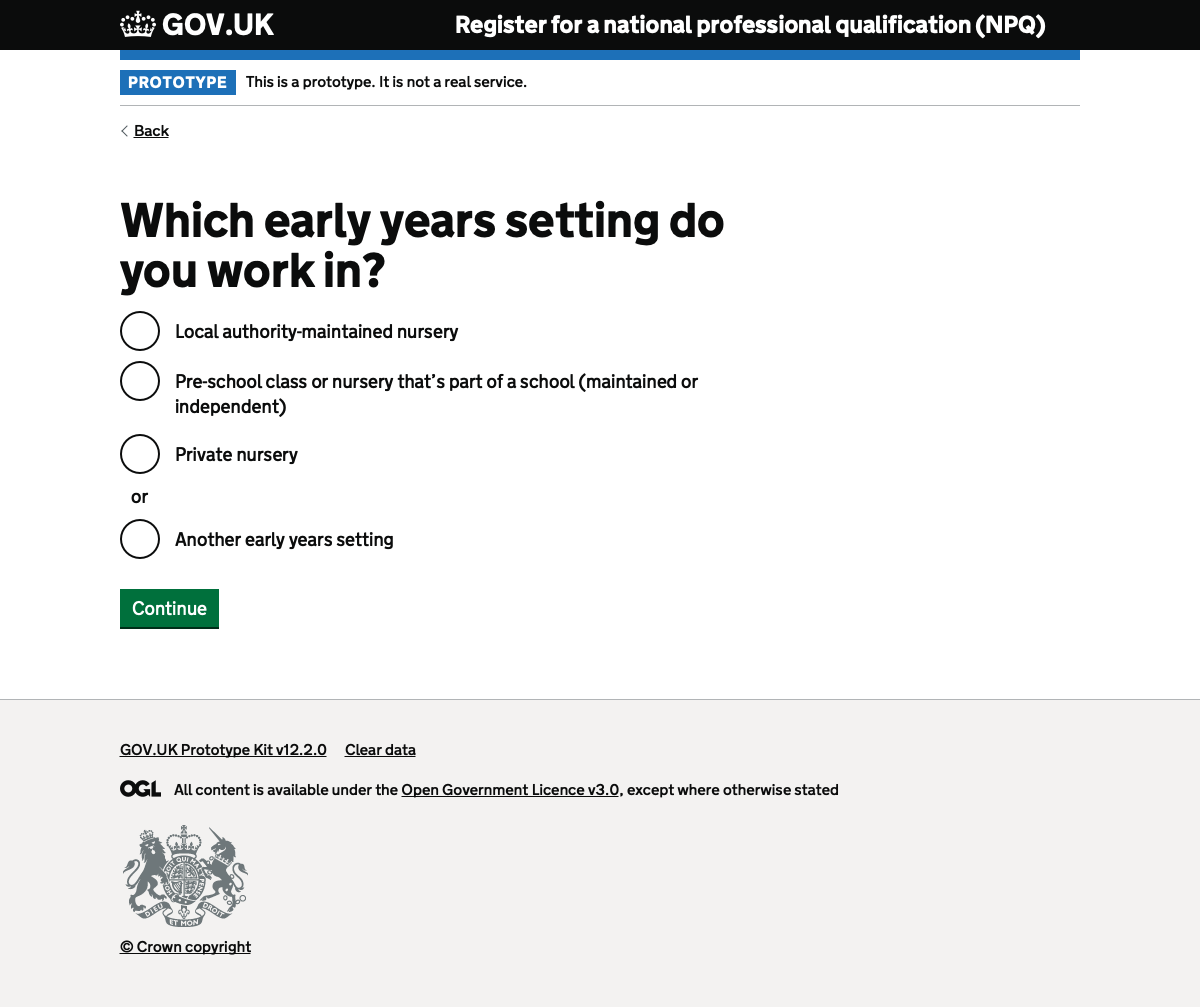 GOV.UK
Register for a national professional qualification (NPQ)
PROTOTYPE This is a prototype. It is not a real service.
Back
Which early years setting do
you work in?
Local authority-maintained nursery
Pre-school class or nursery that’s part of a school (maintained or
independent)
Private nursery
or
Another early years setting
Continue
GOV.UK Prototype Kit v12.2.0 Clear data
OGL All content is available under the Open Government Licence v3.0, except where otherwise stated
DIEU ET MON DROIT
© Crown copyright